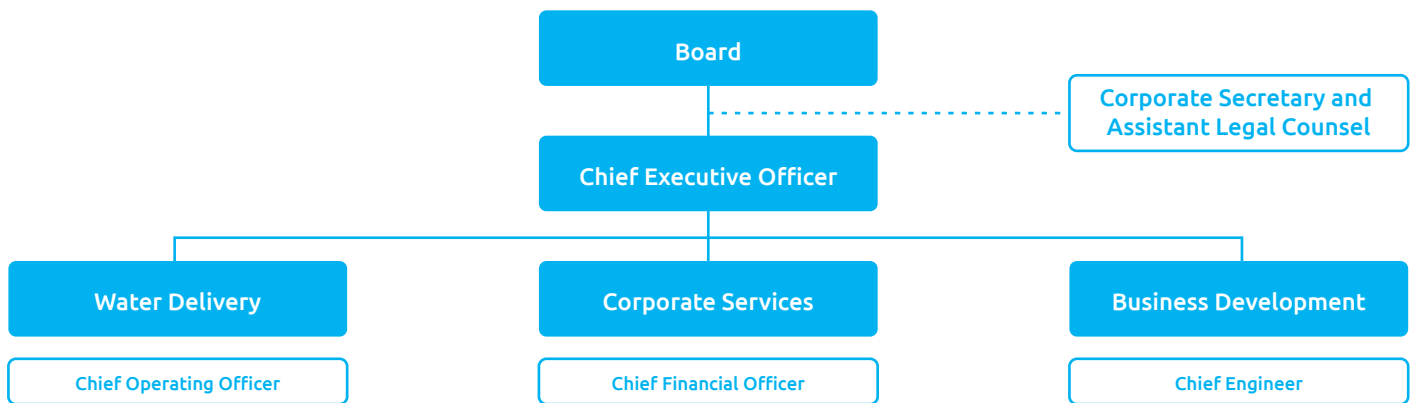 Board
Corporate Secretary and
Assistant Legal Counsel
Chief Executive Officer
Water Delivery
Corporate Services
Business Development
Chief Operating Officer
Chief Financial Officer
Chief Engineer